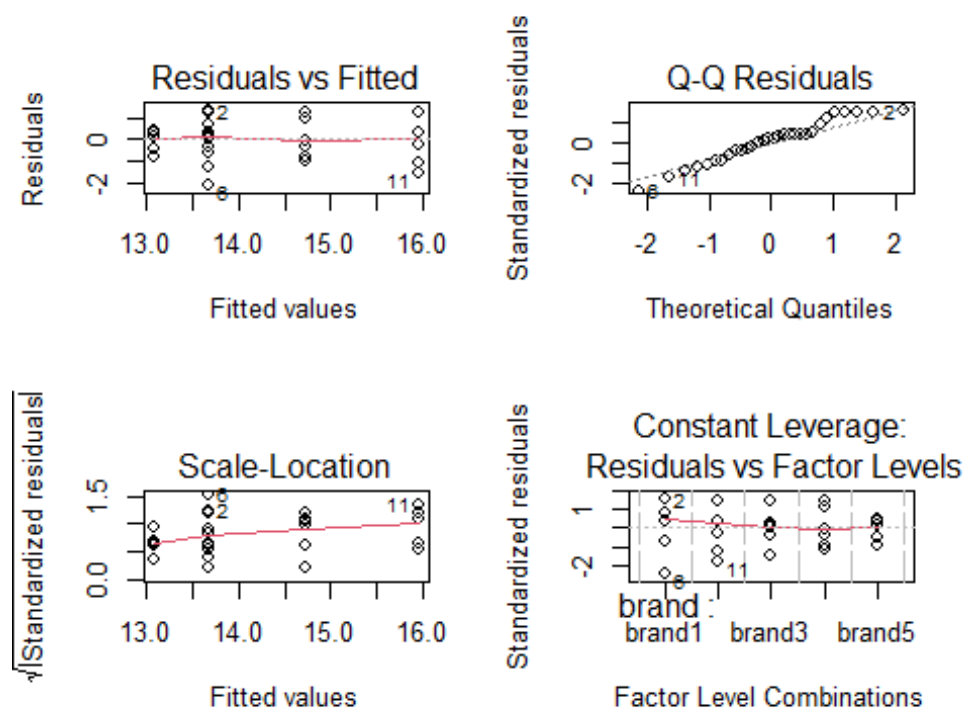 Residuals vs Fitted
Residuals
0
-2
2
6
11
13.0 14.0 15.0 16.0
Fitted values
Q-Q Residuals
Standardized residuals
0
-2
2
11
6
-2 -1 0 1 2
Theoretical Quantiles
Scale-Location
√|Standardized residuals|
1.5
0.0
6
2
11
13.0 14.0 15.0 16.0
Fitted values
Constant Leverage:
Residuals vs Factor Levels
Standardized residuals
1
-2
2
6
11
brand :
brand1 brand3 brand5
Factor Level Combinations